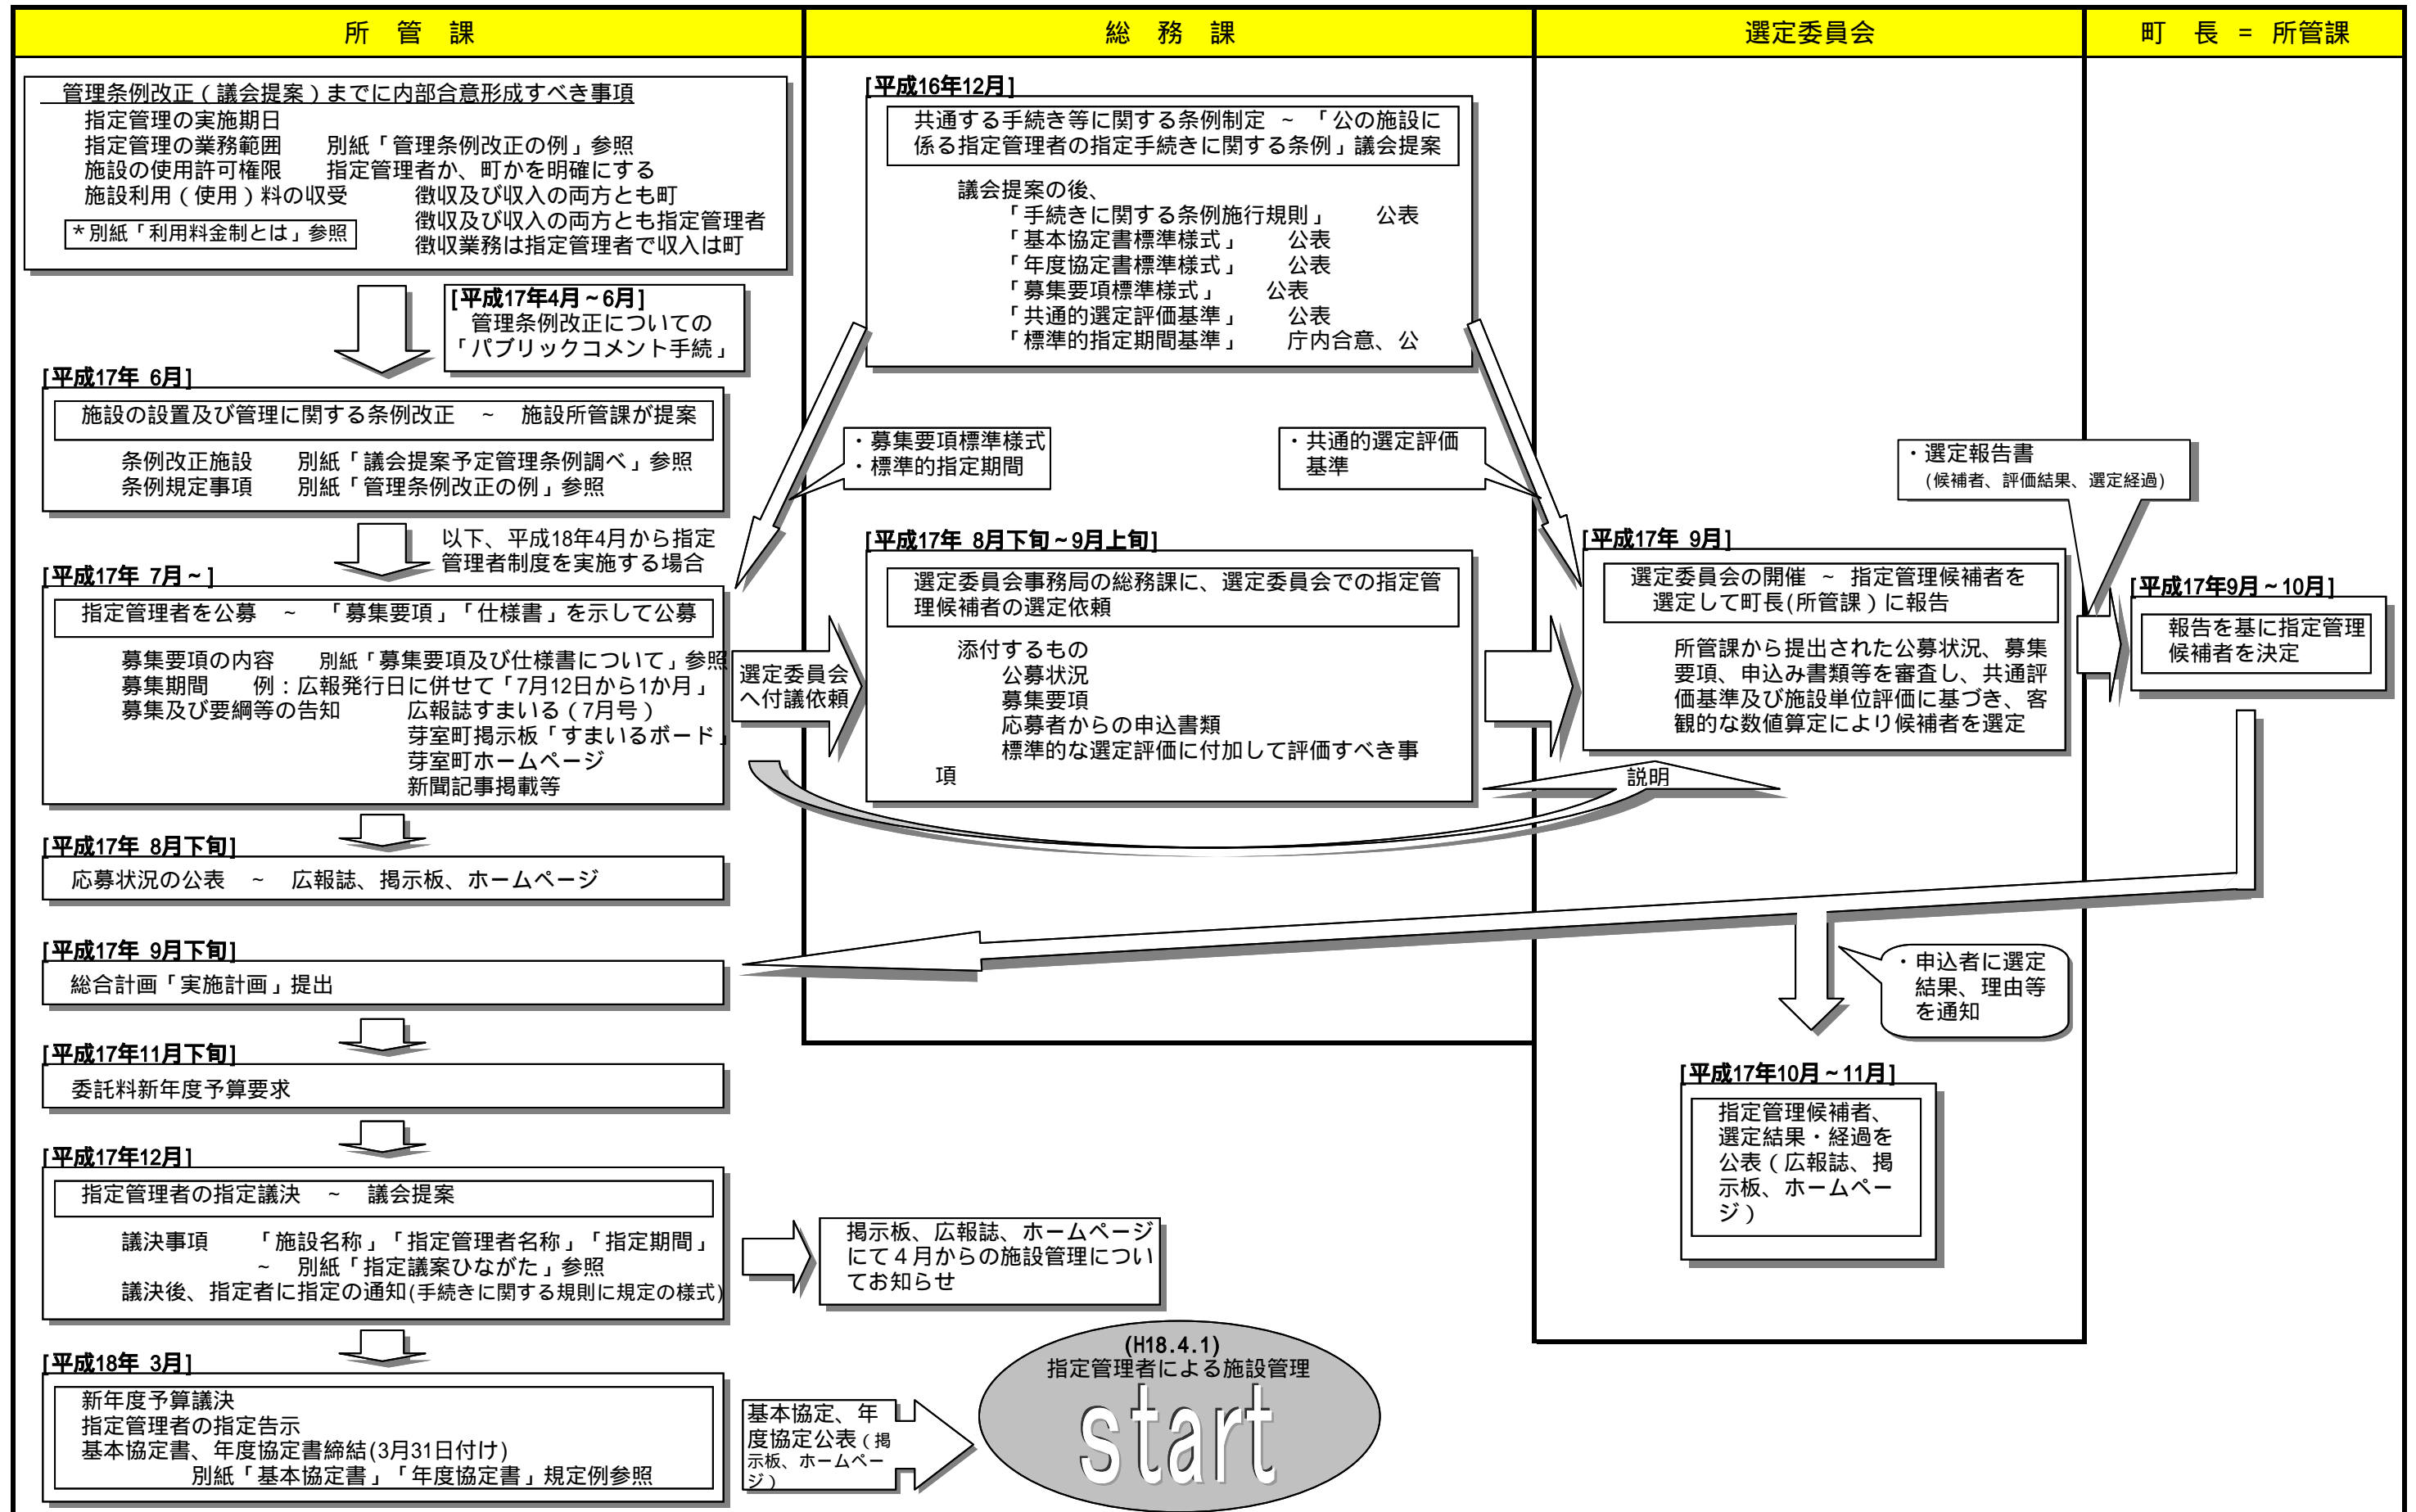 所　管　課
総　務　課
選定委員会
町　長 = 所管課
管理条例改正(議会提案)までに内部合意形成すべき事項
指定管理の実施期日
指定管理の業務範囲　　別紙「管理条例改正の例」参照
施設の使用許可権限　　指定管理者か、町かを明確にする
施設利用(使用)料の収受　　　徴収及び収入の両方とも町
徴収及び収入の両方とも指定管理者
徴収業務は指定管理者で収入は町
*別紙「利用料金制とは」参照
[平成17年4月~6月]
管理条例改正についての
「パブリックコメント手続」
[平成17年 6月]
施設の設置及び管理に関する条例改正　~　施設所管課が提案
条例改正施設　　別紙「議会提案予定管理条例調べ」参照
条例規定事項　　別紙「管理条例改正の例」参照
以下、平成18年4月から指定
管理者制度を実施する場合
[平成17年 7月~]
指定管理者を公募　~　「募集要項」「仕様書」を示して公募
募集要項の内容　　別紙「募集要項及び仕様書について」参照
募集期間　　例:広報発行日に併せて「7月12日から1か月」
募集及び要綱等の告知　　　広報誌すまいる(7月号)
芽室町掲示板「すまいるボード」
芽室町ホームページ
新聞記事掲載等
[平成17年 8月下旬]
応募状況の公表　~　広報誌、掲示板、ホームページ
[平成17年 9月下旬]
総合計画「実施計画」提出
[平成17年11月下旬]
委託料新年度予算要求
[平成17年12月]
指定管理者の指定議決　~　議会提案
議決事項　　「施設名称」「指定管理者名称」「指定期間」
~　別紙「指定議案ひながた」参照
議決後、指定者に指定の通知(手続きに関する規則に規定の様式)
[平成18年 3月]
新年度予算議決
指定管理者の指定告示
基本協定書、年度協定書締結(3月31日付け)
別紙「基本協定書」「年度協定書」規定例参照
[平成16年12月]
共通する手続き等に関する条例制定 ~ 「公の施設に
係る指定管理者の指定手続きに関する条例」議会提案
議会提案の後、
「手続きに関する条例施行規則」　　公表
「基本協定書標準様式」　　公表
「年度協定書標準様式」　　公表
「募集要項標準様式」　　公表
「共通的選定評価基準」　　公表
「標準的指定期間基準」　　庁内合意、公
・募集要項標準様式
・標準的指定期間
・共通的選定評価
基準
[平成17年 8月下旬~9月上旬]
選定委員会事務局の総務課に、選定委員会での指定管
理候補者の選定依頼
添付するもの
公募状況
募集要項
応募者からの申込書類
標準的な選定評価に付加して評価すべき事
項
選定委員会
へ付議依頼
説明
[平成17年 9月]
選定委員会の開催 ~ 指定管理候補者を
選定して町長(所管課)に報告
所管課から提出された公募状況、募集
要項、申込み書類等を審査し、共通評
価基準及び施設単位評価に基づき、客
観的な数値算定により候補者を選定
・選定報告書
(候補者、評価結果、選定経過)
[平成17年9月~10月]
報告を基に指定管理
候補者を決定
・申込者に選定
結果、理由等
を通知
[平成17年10月~11月]
指定管理候補者、
選定結果・経過を
公表(広報誌、掲
示板、ホームペー
ジ)
掲示板、広報誌、ホームページ
にて4月からの施設管理につい
てお知らせ
基本協定、年
度協定公表(掲
示板、ホームペー
ジ)
(H18.4.1)
指定管理者による施設管理
start